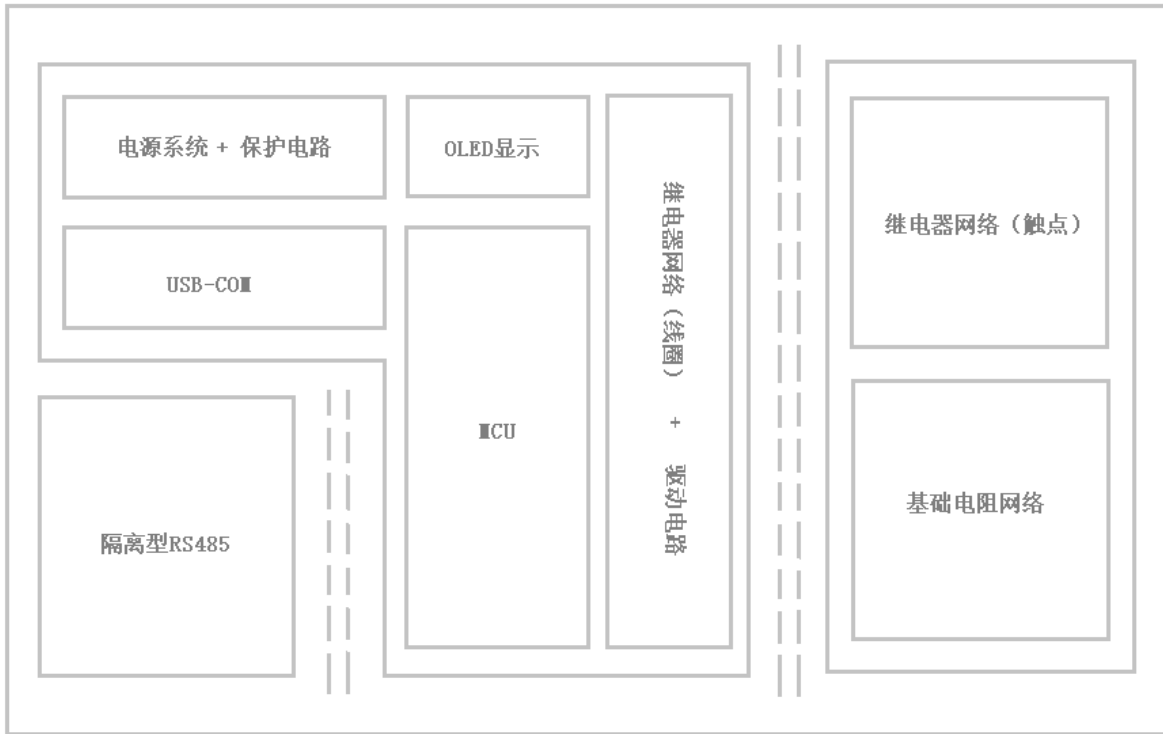 电源系统 + 保护电路
OLED显示
USB-COM
MCU
继电器网络（线圈） + 驱动电路
隔离型RS485
继电器网络（触点）
基础电阻网络